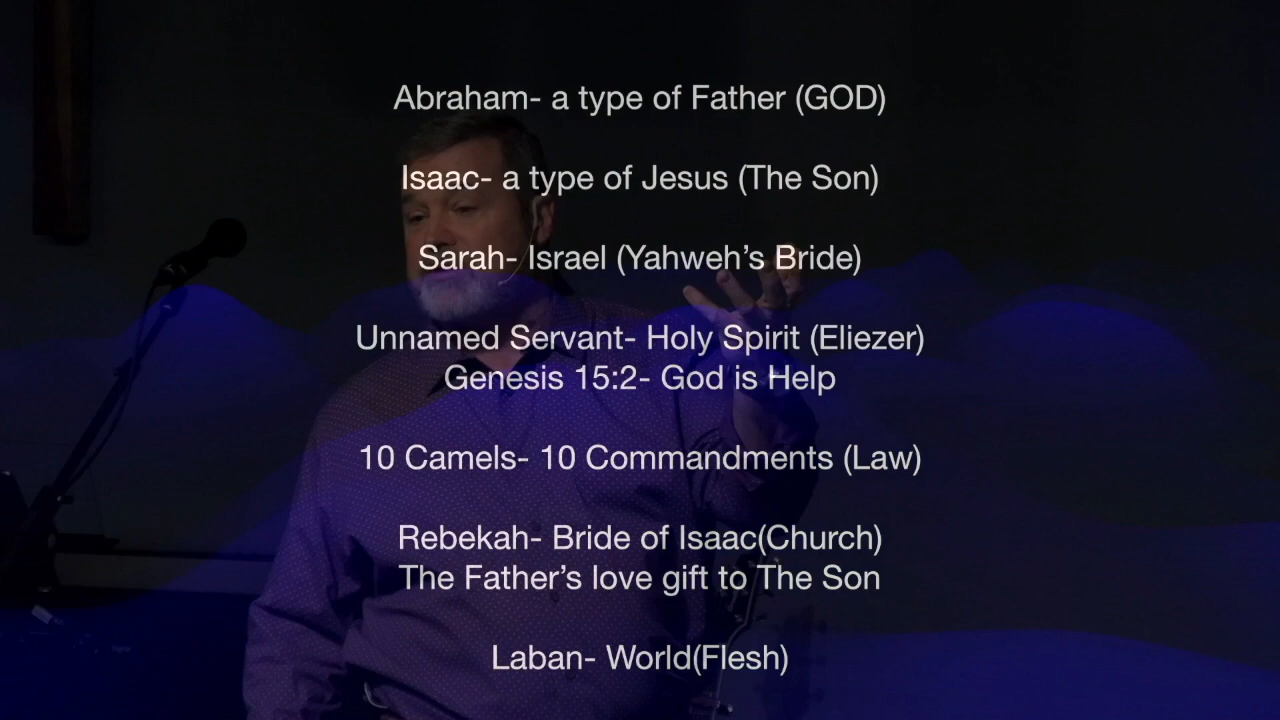 Abraham- a type of Father (GOD)
Isaac- a type of Jesus (The Son)
Sarah- Israel (Yahweh’s Bride)
Unnamed Servant- Holy Spirit (Eliezer)
Genesis 15:2- God is Help
10 Camels- 10 Commandments (Law)
Rebekah- Bride of Isaac(Church)
The Father’s love gift to The Son
Laban- World(Flesh)